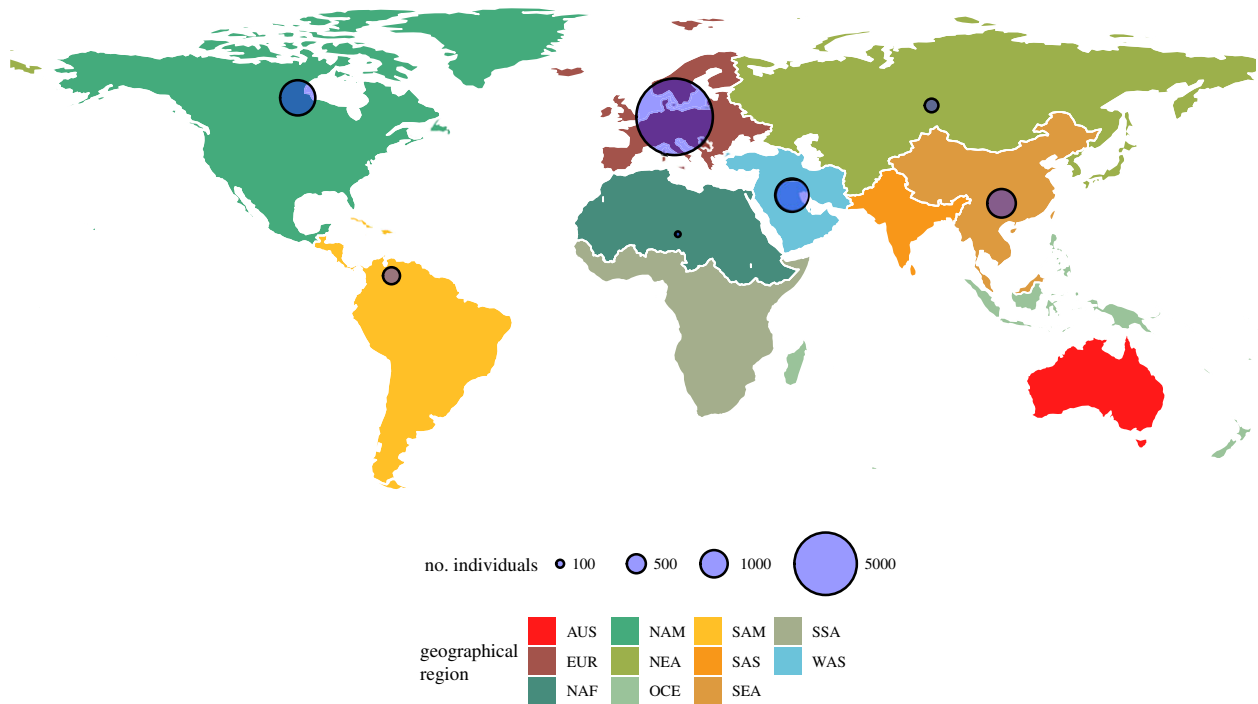 no. individuals 100 500 1000 5000
AUS NAM SAM SSA
geographical
region
EUR NEA SAS WAS
NAF OCE SEA